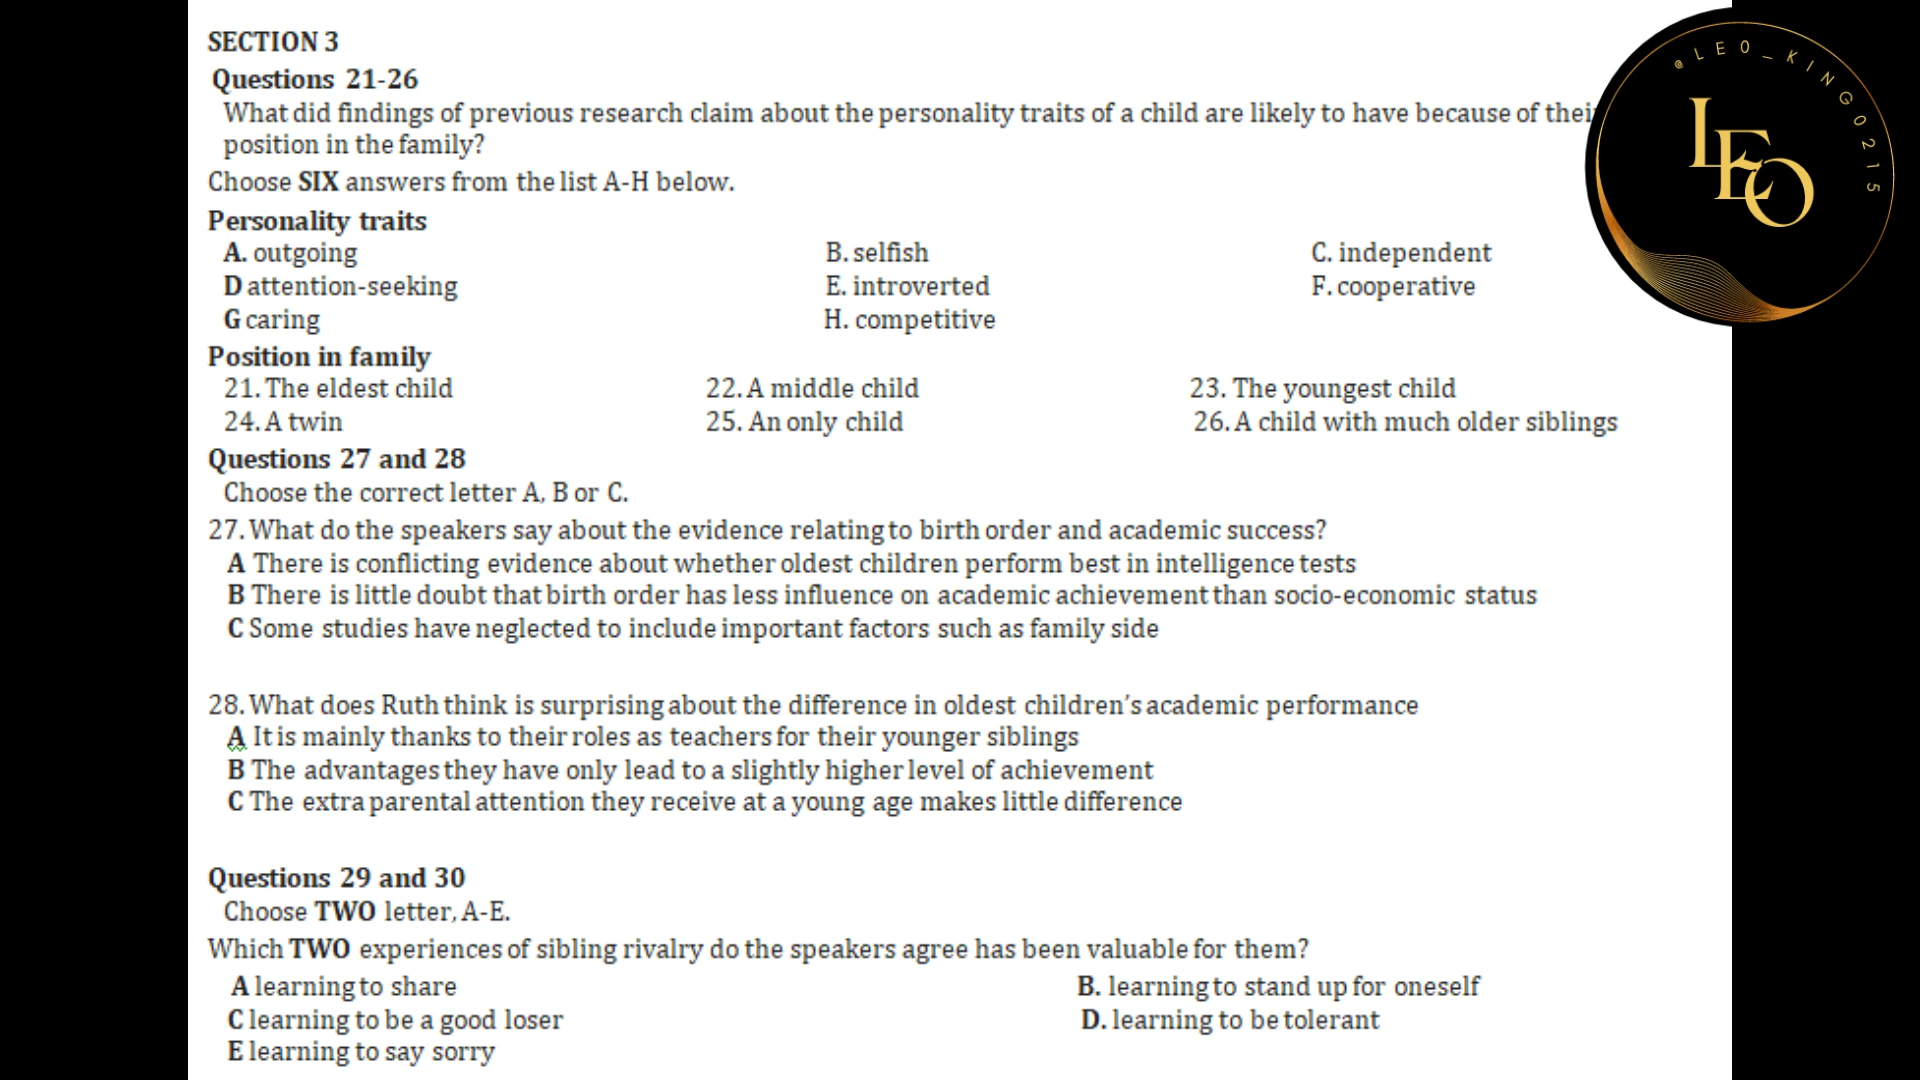 SECTION 3
Questions 21-26
What did findings of previous research claim about the personality traits of a child are likely to have because of their
position in the family?
Choose SIX answers from the list A-H below.
Personality traits
A. outgoing B. selfish C. independent
D attention-seeking E. introverted F. cooperative
G caring H. competitive
Position in family
21. The eldest child 22. A middle child 23. The youngest child
24. A twin 25. An only child 26. A child with much older siblings
Questions 27 and 28
Choose the correct letter A, B or C.
27. What do the speakers say about the evidence relating to birth order and academic success?
A There is conflicting evidence about whether oldest children perform best in intelligence tests
B There is little doubt that birth order has less influence on academic achievement than socio-economic status
C Some studies have neglected to include important factors such as family side
28. What does Ruth think is surprising about the difference in oldest children's academic performance
A It is mainly thanks to their roles as teachers for their younger siblings
B The advantages they have only lead to a slightly higher level of achievement
C The extra parental attention they receive at a young age makes little difference
Questions 29 and 30
Choose TWO letter, A-E.
Which TWO experiences of sibling rivalry do the speakers agree has been valuable for them?
A learning to share B. learning to stand up for oneself
C learning to be a good loser D. learning to be tolerant
E learning to say sorry
@LEO_KING0215
LEO